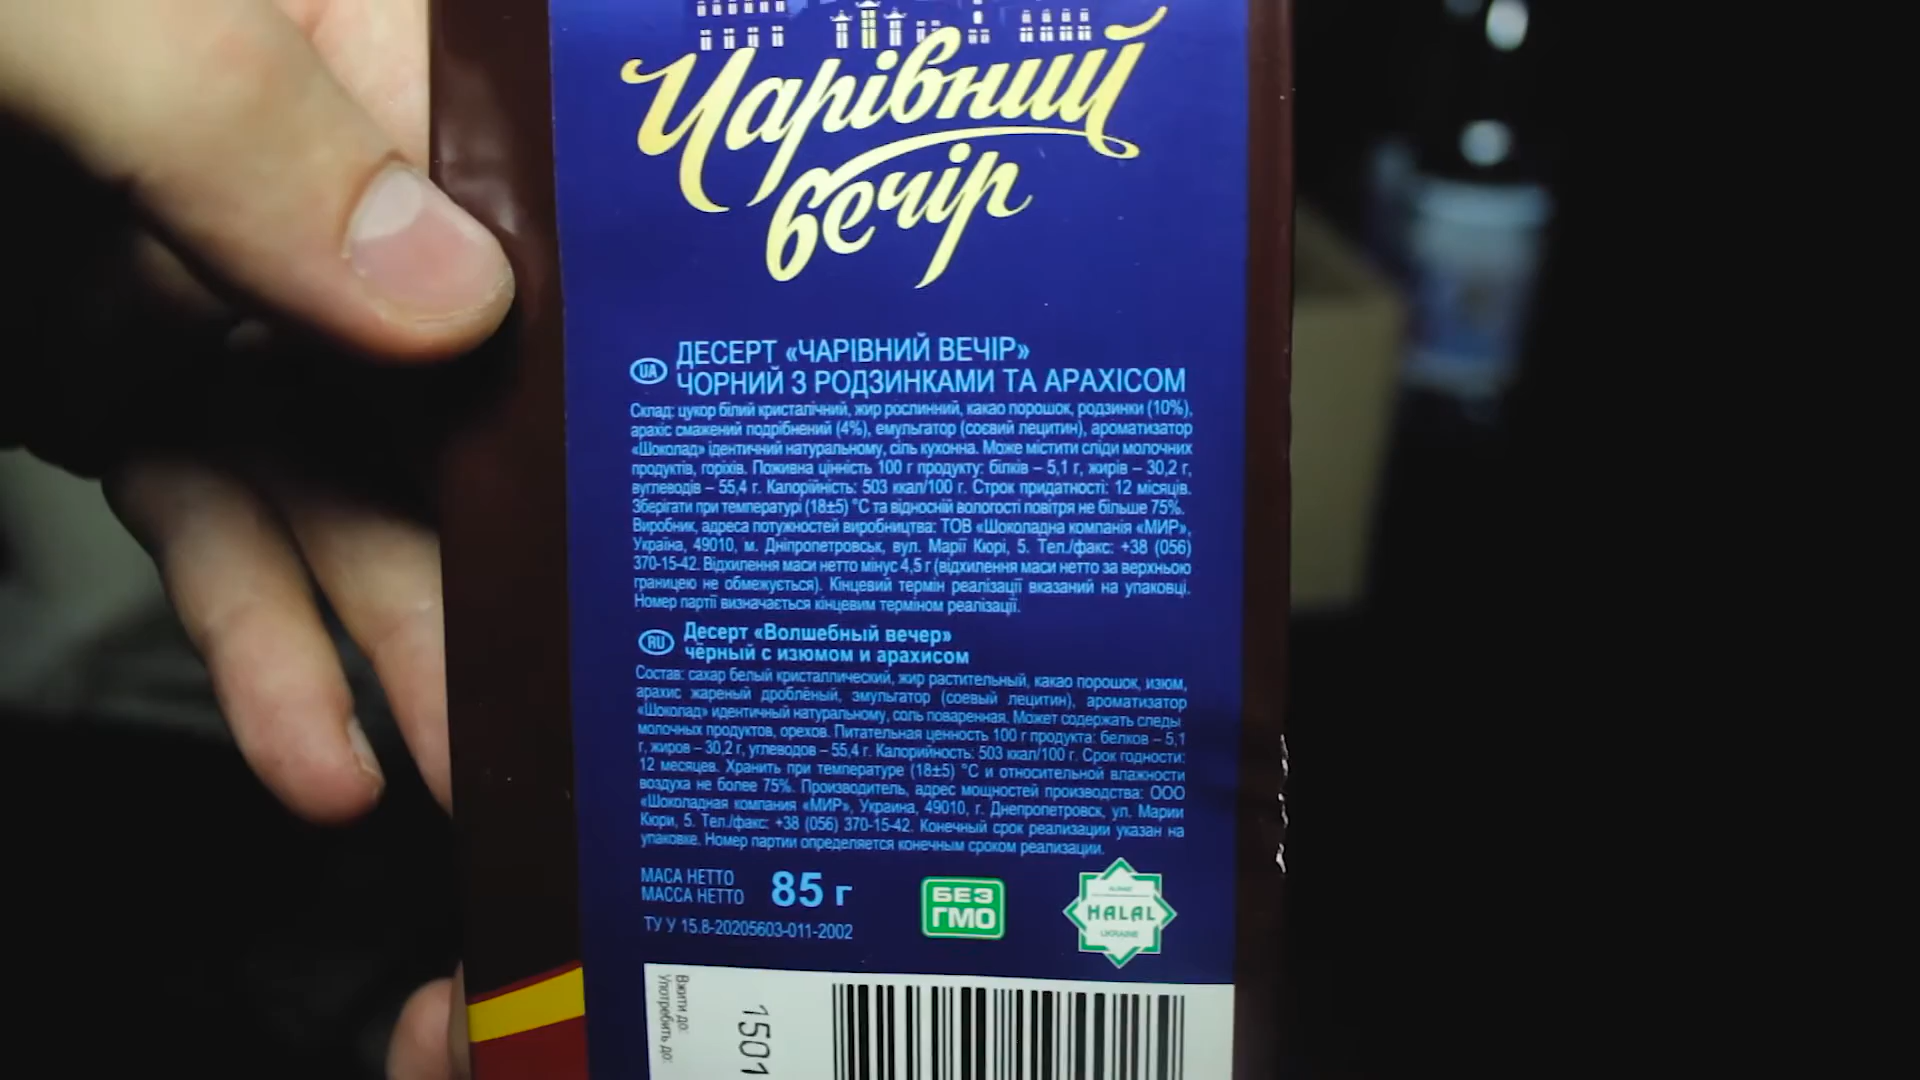 Чарівний
вечір
UA
ДЕСЕРТ «ЧАРІВНИЙ ВЕЧІР»
ЧОРНИЙ З РОДЗИНКАМИ ТА АРАХІСОМ
Склад: цукор білий кристалічний, жир рослинний, какао порошок, родзинки (10%),
арахіс смажений подрібнений (4%), емульгатор (соєвий лецитин), ароматизатор
«Шоколад» ідентичний натуральному, сіль кухонна. Може містити сліди молочних
продуктів, горіхів. Поживна цінність 100 г продукту: білків – 5,1 г, жирів – 30,2 г,
вуглеводів – 55,4 г. Калорійність: 503 ккал/100 г. Строк придатності: 12 місяців.
Зберігати при температурі (18±5) °С та відносній вологості повітря не більше 75%.
Виробник, адреса потужностей виробництва: ТОВ «Шоколадна компанія «МИР»,
Україна, 49010, м. Дніпропетровськ, вул. Марії Кюрі, 5. Тел./факс: +38 (056)
370-15-42. Відхилення маси нетто мінус 4,5 г (відхилення маси нетто за верхньою
границею не обмежується). Кінцевий термін реалізації вказаний на упаковці.
Номер партії визначається кінцевим терміном реалізації.
RU
Десерт «Волшебный вечер»
чёрный с изюмом и арахисом
Состав: сахар белый кристаллический, жир растительный, какао порошок, изюм,
арахис жареный дроблёный, эмульгатор (соевый лецитин), ароматизатор
«Шоколад» идентичный натуральному, соль поваренная. Может содержать следы
молочных продуктов, орехов. Питательная ценность 100 г продукта: белков – 5,1
г, жиров – 30,2 г, углеводов – 55,4 г. Калорийность: 503 ккал/100 г. Срок годности:
12 месяцев. Хранить при температуре (18±5) °С и относительной влажности
воздуха не более 75%. Производитель, адрес мощностей производства: ООО
«Шоколадная компания «МИР», Украина, 49010, г. Днепропетровск, ул. Марии
Кюри, 5. Тел./факс: +38 (056) 370-15-42. Конечный срок реализации указан на
упаковке. Номер партии определяется конечным сроком реализации.
МАСА НЕТТО
МАССА НЕТТО
85 г
ТУ У 15.8-20205603-011-2002
БЕЗ
ГМО
HALAL
UKRAINE
Вжити до:
Употребить до:
1501